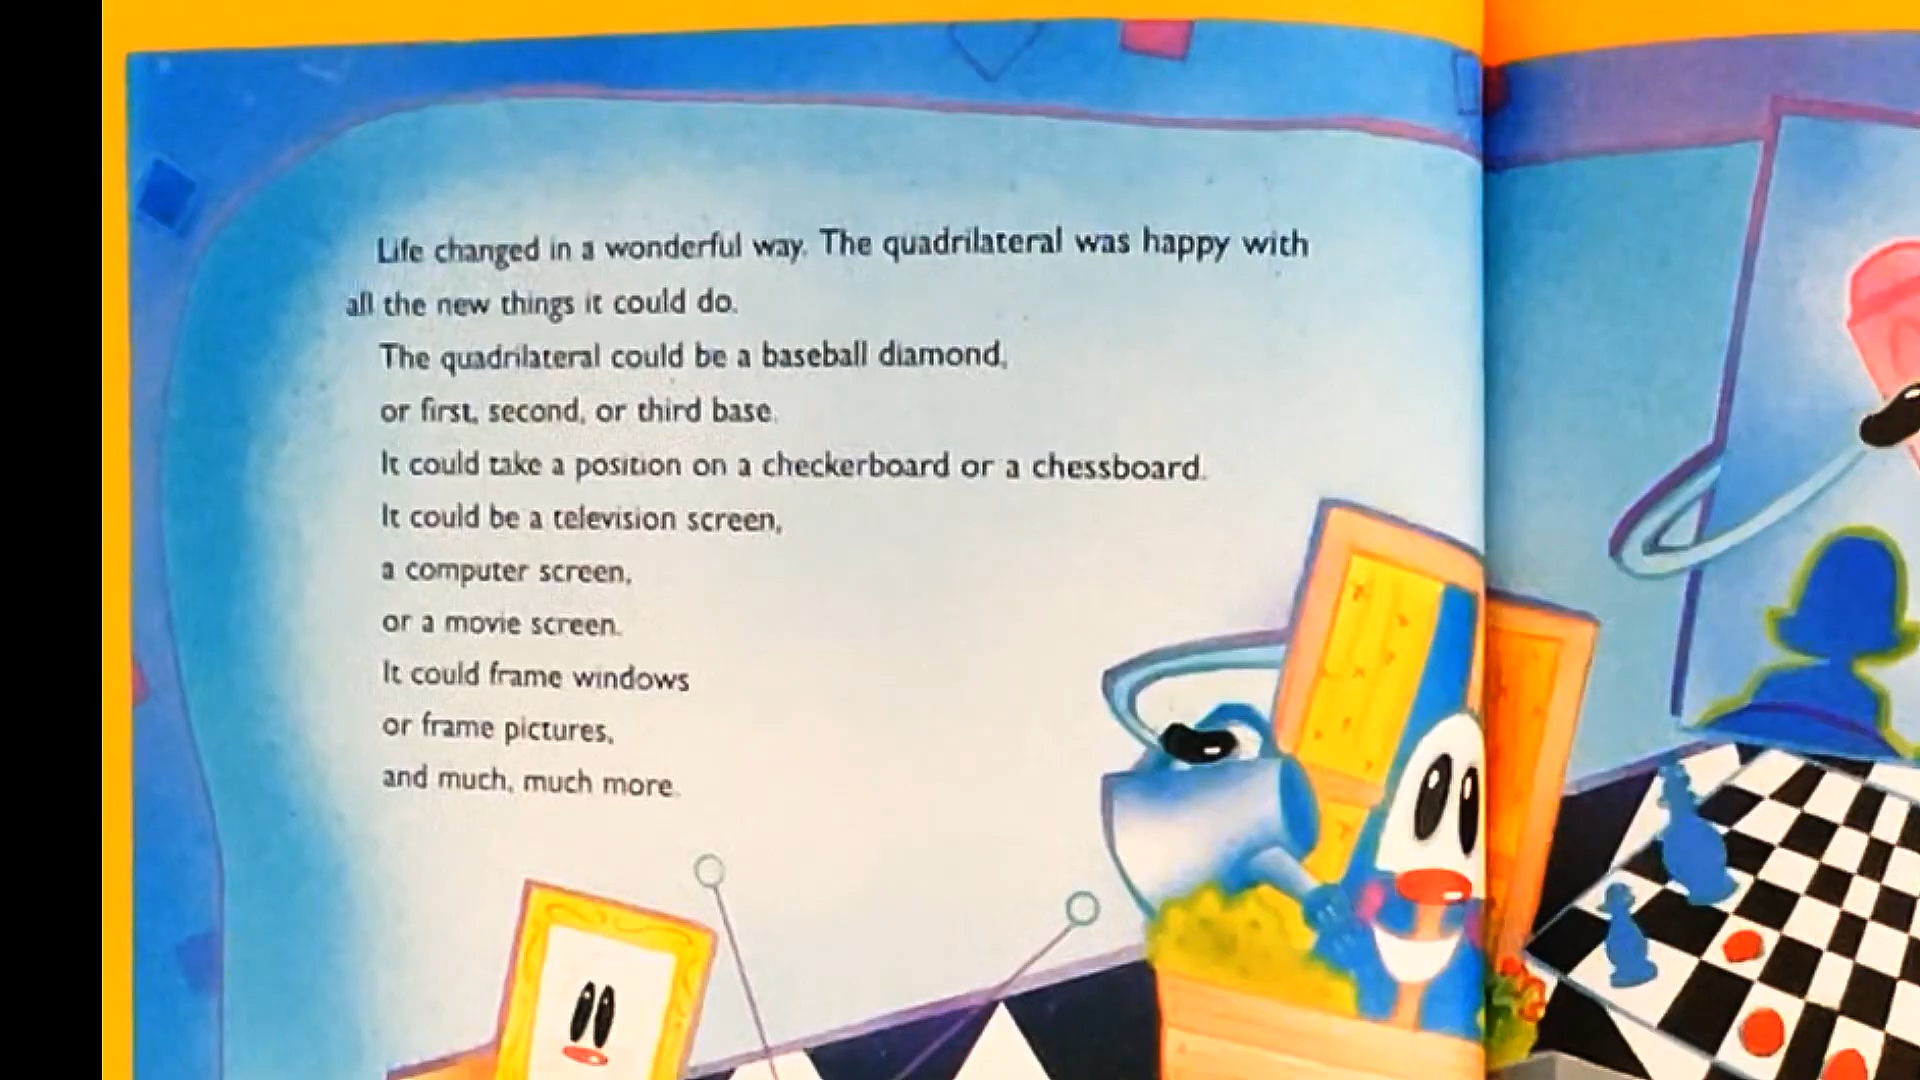 Life changed in a wonderful way. The quadrilateral was happy with
all the new things it could do.
The quadrilateral could be a baseball diamond,
or first, second, or third base.
It could take a position on a checkerboard or a chessboard.
It could be a television screen,
a computer screen,
or a movie screen.
It could frame windows
or frame pictures,
and much, much more.